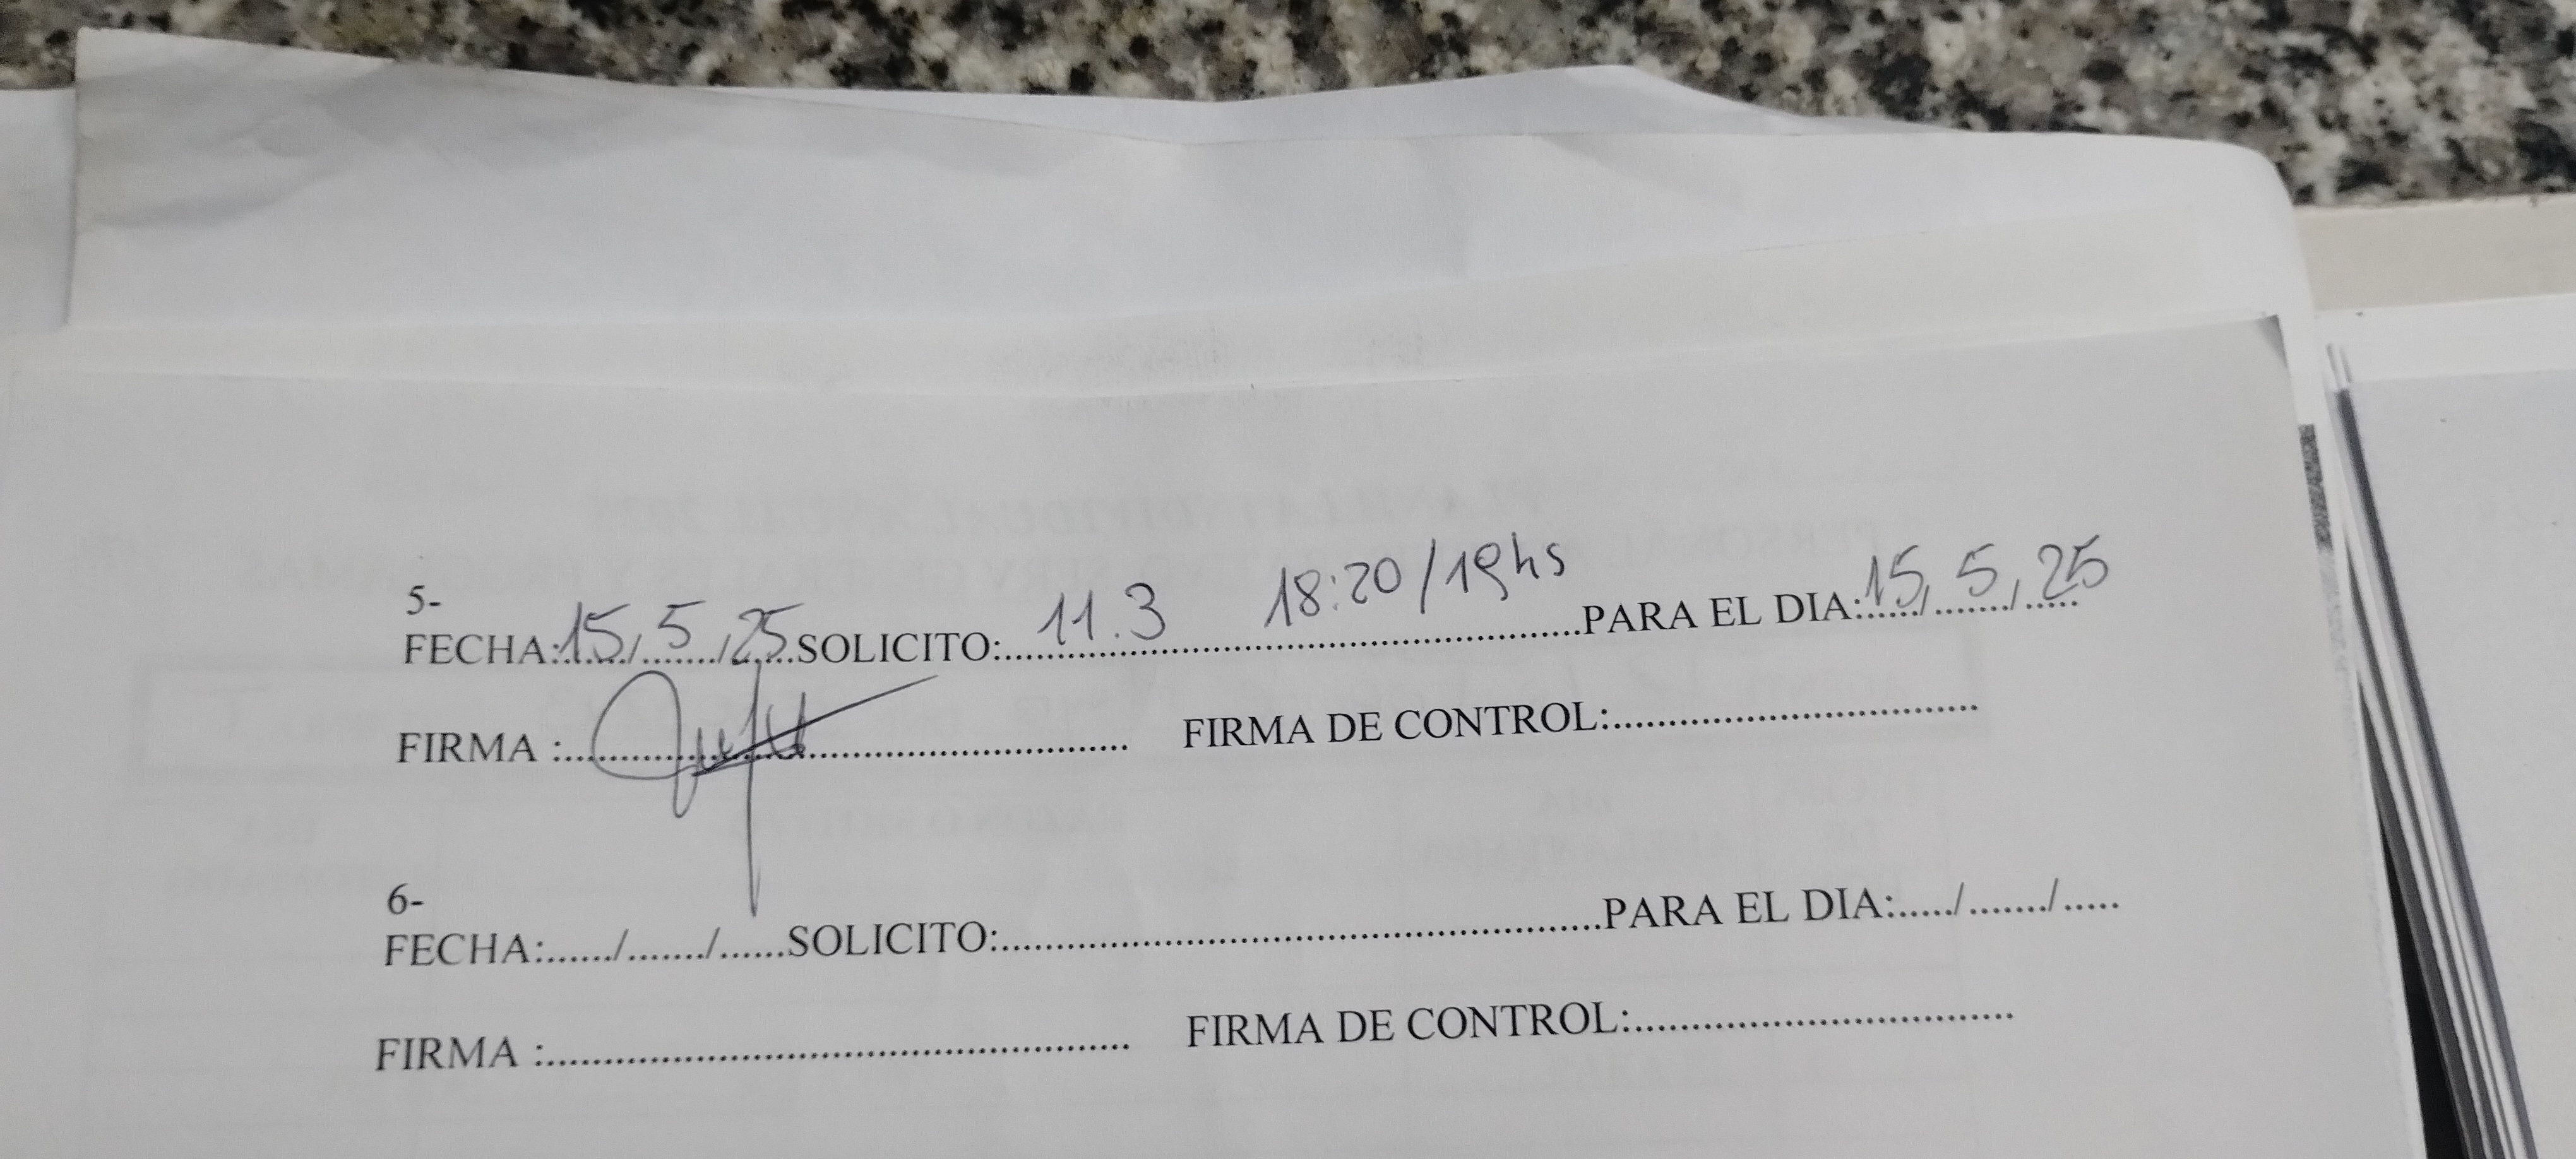 5-
FECHA:15/5/25 SOLICITO: 11.3 18:20/19hs PARA EL DIA: 15/5/25
FIRMA : FIRMA DE CONTROL:
6-
FECHA:...../......./...... SOLICITO:.......... PARA EL DIA:...../......./.....
FIRMA :.......... FIRMA DE CONTROL:..........